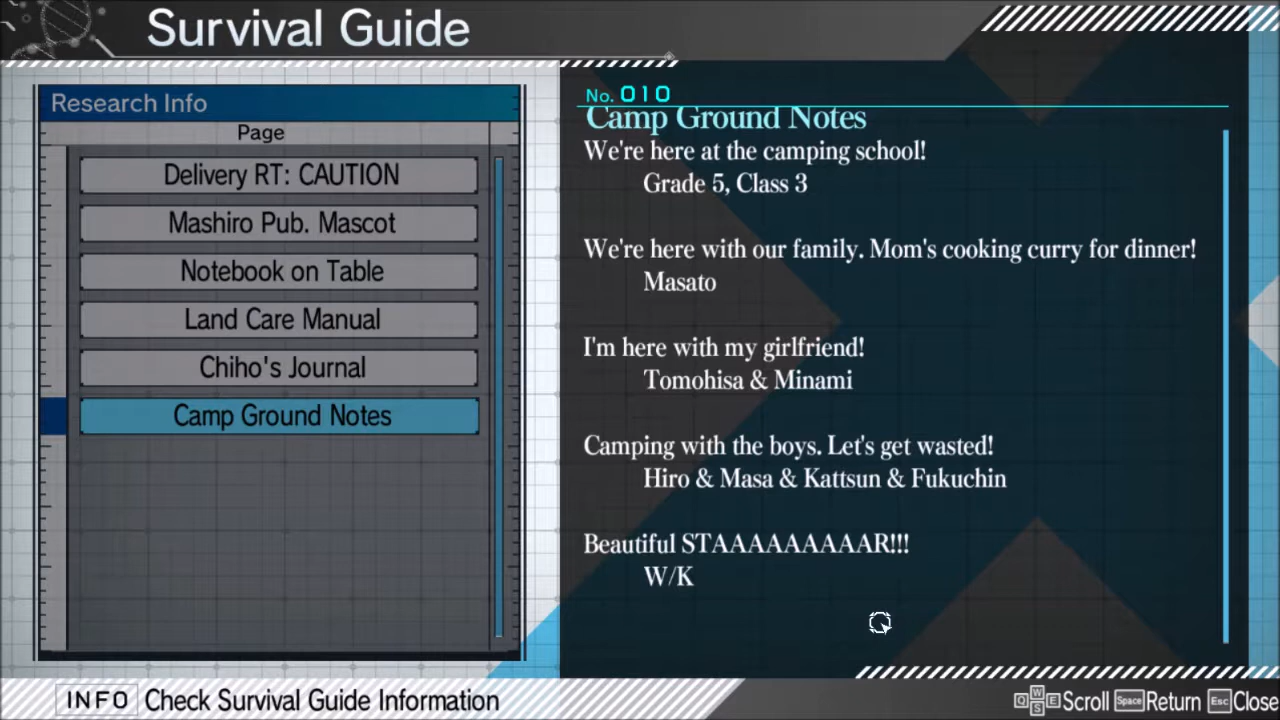 Survival Guide
Research Info
Page
Delivery RT: CAUTION
Mashiro Pub. Mascot
Notebook on Table
Land Care Manual
Chiho's Journal
Camp Ground Notes
No. 010
Camp Ground Notes
We're here at the camping school!
Grade 5, Class 3
We're here with our family. Mom's cooking curry for dinner!
Masato
I'm here with my girlfriend!
Tomohisa & Minami
Camping with the boys. Let's get wasted!
Hiro & Masa & Kattsun & Fukuchin
Beautiful STAAAAAAAAAR!!!
W/K
INFO Check Survival Guide Information
Q W S E Scroll Space Return Esc Close